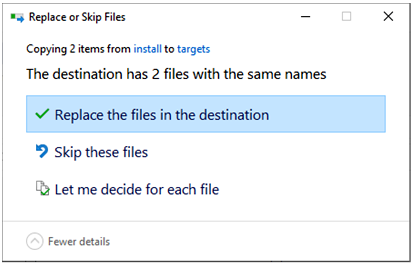 Replace or Skip Files
Copying 2 items from install to targets
The destination has 2 files with the same names
Replace the files in the destination
Skip these files
Let me decide for each file
Fewer details